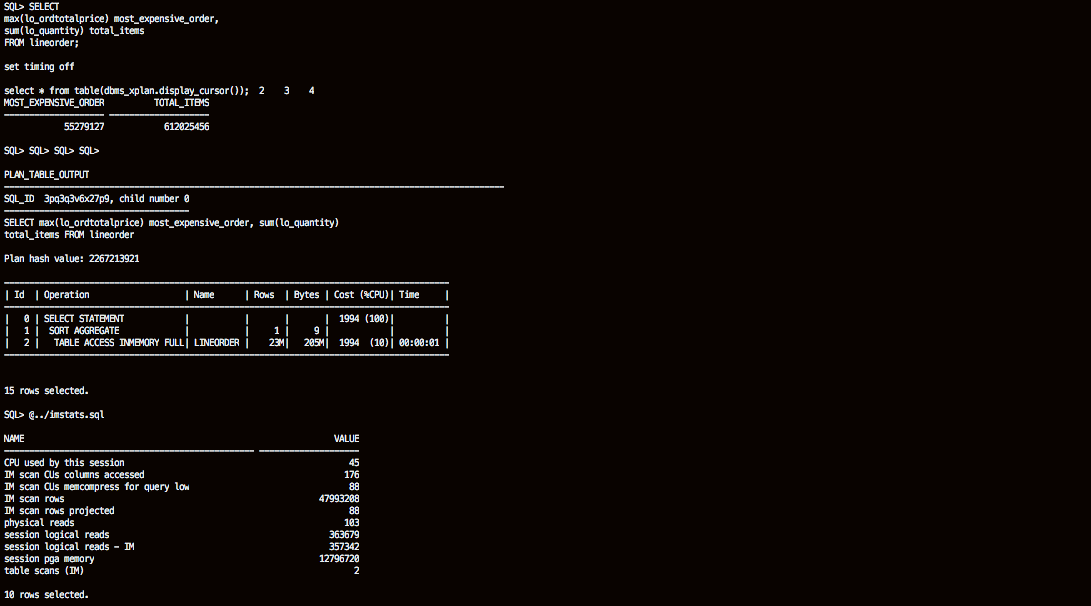 SQL> SELECT
max(lo_ordtotalprice) most_expensive_order,
sum(lo_quantity) total_items
FROM lineorder;
set timing off
select * from table(dbms_xplan.display_cursor());  2    3    4
MOST_EXPENSIVE_ORDER          TOTAL_ITEMS
-------------------- --------------------
            55279127            612025456
SQL> SQL> SQL> SQL>
PLAN_TABLE_OUTPUT
----------------------------------------------------------------------------------------------------
SQL_ID  3pq3q3v6x27p9, child number 0
-------------------------------------
SELECT max(lo_ordtotalprice) most_expensive_order, sum(lo_quantity)
total_items FROM lineorder
Plan hash value: 2267213921
------------------------------------------------------------------------------------------
| Id  | Operation                   | Name      | Rows  | Bytes | Cost (%CPU)| Time     |
------------------------------------------------------------------------------------------
|   0 | SELECT STATEMENT            |           |       |       |  1994 (100)|          |
|   1 |  SORT AGGREGATE             |           |     1 |     9 |            |          |
|   2 |   TABLE ACCESS INMEMORY FULL| LINEORDER |    23M|   205M|  1994  (10)| 00:00:01 |
------------------------------------------------------------------------------------------
15 rows selected.
SQL> @../imstats.sql
NAME                                                              VALUE
-------------------------------------------------- --------------------
CPU used by this session                                             45
IM scan CUs columns accessed                                        176
IM scan CUs memcompress for query low                                88
IM scan rows                                                   47993208
IM scan rows projected                                               88
physical reads                                                      103
session logical reads                                            363679
session logical reads - IM                                       357342
session pga memory                                             12796720
table scans (IM)                                                      2
10 rows selected.